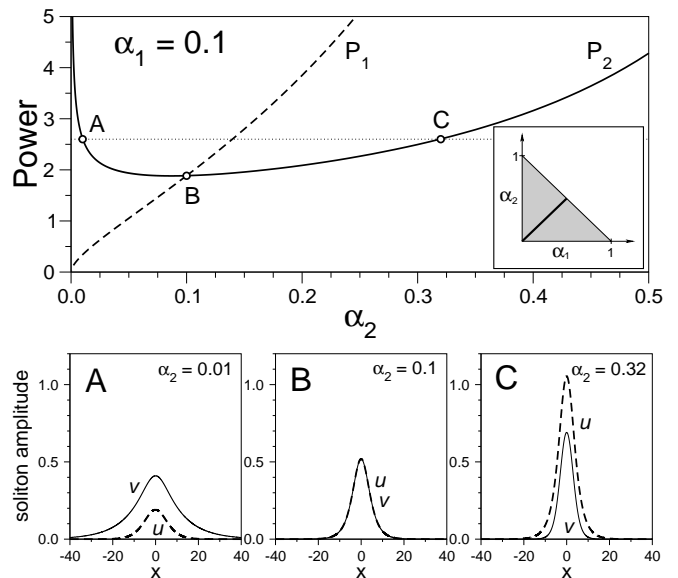 5
4
3
2
1
0
Power
α₁ = 0.1
P₁
P₂
A
B
C
1
α₂
α₁
1
0.0
0.1
0.2
0.3
0.4
0.5
α₂
soliton amplitude
1.0
0.5
0.0
A
α₂ = 0.01
v
u
-40
-20
0
20
40
x
1.0
0.5
0.0
B
α₂ = 0.1
u
v
-40
-20
0
20
40
x
1.0
0.5
0.0
C
α₂ = 0.32
u
v
-40
-20
0
20
40
x